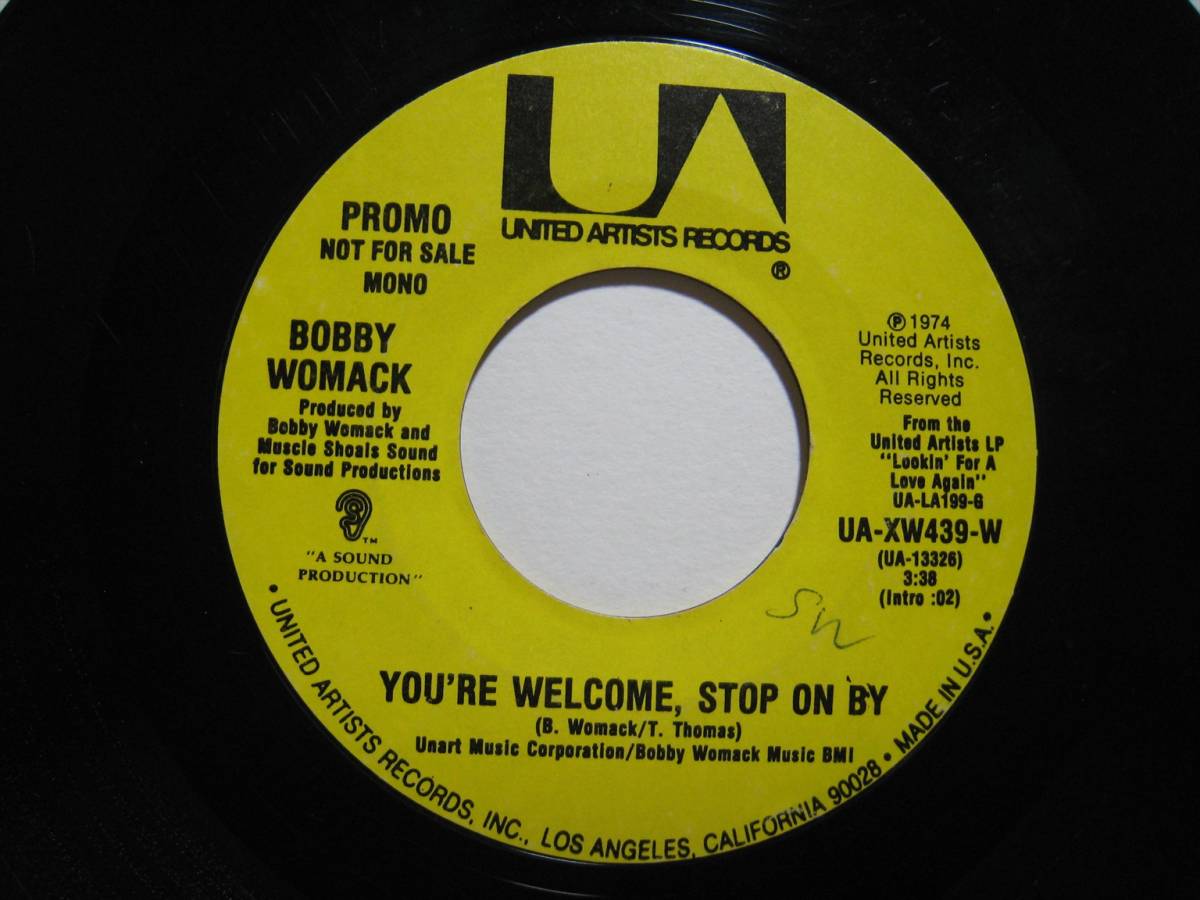 UA
UNITED ARTISTS RECORDS
®
PROMO
NOT FOR SALE
MONO
BOBBY
WOMACK
Produced by
Bobby Womack and
Muscle Shoals Sound
for Sound Productions
TM
"A SOUND
PRODUCTION"
℗ 1974
United Artists
Records, Inc.
All Rights
Reserved
From the
United Artists LP
"Lookin' For A
Love Again"
UA-LA199-G
UA-XW439-W
(UA-13326)
3:38
(Intro :02)
YOU'RE WELCOME, STOP ON BY
(B. Womack/T. Thomas)
Unart Music Corporation/Bobby Womack Music BMI
• UNITED ARTISTS RECORDS, INC., LOS ANGELES, CALIFORNIA 90028 • MADE IN U.S.A. •